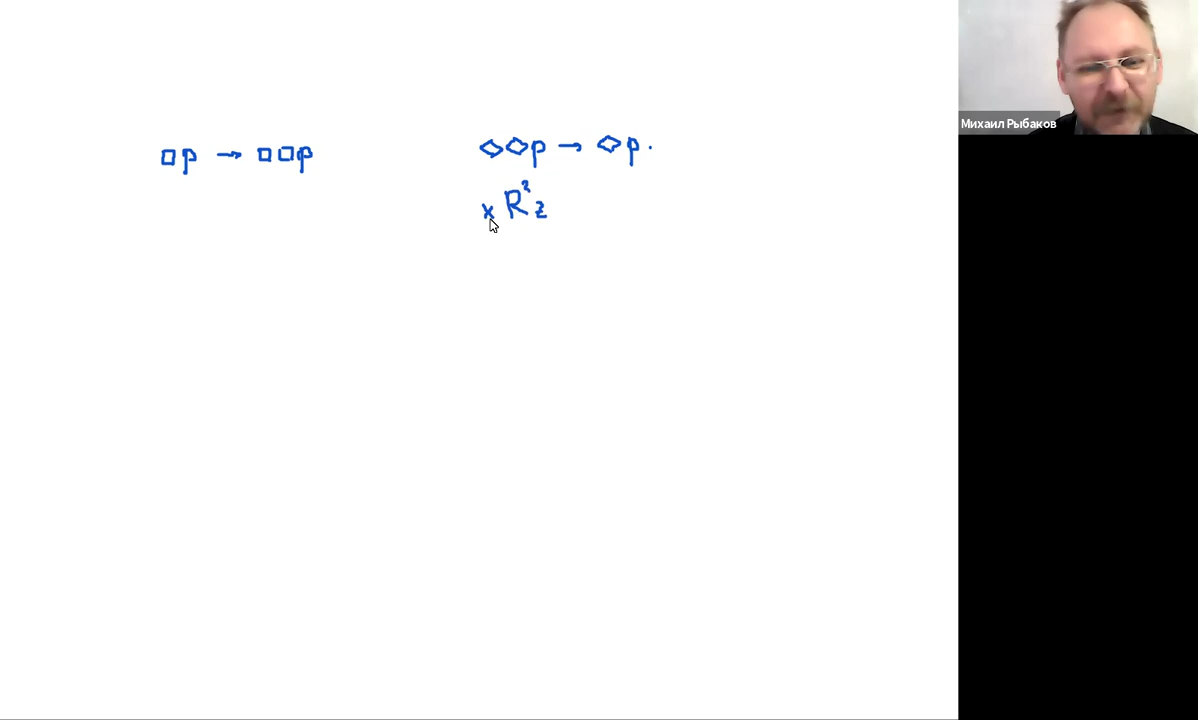 □p → □□p
◇◇p → ◇p.
x R² z
Михаил Рыбаков